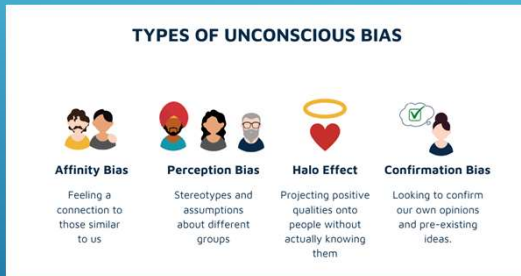 TYPES OF UNCONSCIOUS BIAS
Affinity Bias
Feeling a
connection to
those similar
to us
Perception Bias
Stereotypes and
assumptions
about different
groups
Halo Effect
Projecting positive
qualities onto
people without
actually knowing
them
Confirmation Bias
Looking to confirm
our own opinions
and pre-existing
ideas.